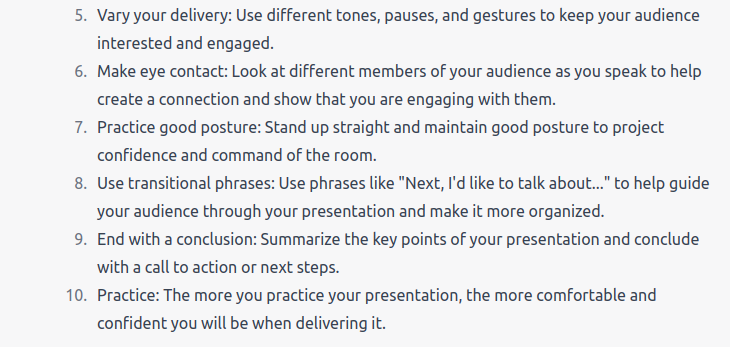 5. Vary your delivery: Use different tones, pauses, and gestures to keep your audience
interested and engaged.
6. Make eye contact: Look at different members of your audience as you speak to help
create a connection and show that you are engaging with them.
7. Practice good posture: Stand up straight and maintain good posture to project
confidence and command of the room.
8. Use transitional phrases: Use phrases like "Next, I'd like to talk about..." to help guide
your audience through your presentation and make it more organized.
9. End with a conclusion: Summarize the key points of your presentation and conclude
with a call to action or next steps.
10. Practice: The more you practice your presentation, the more comfortable and
confident you will be when delivering it.